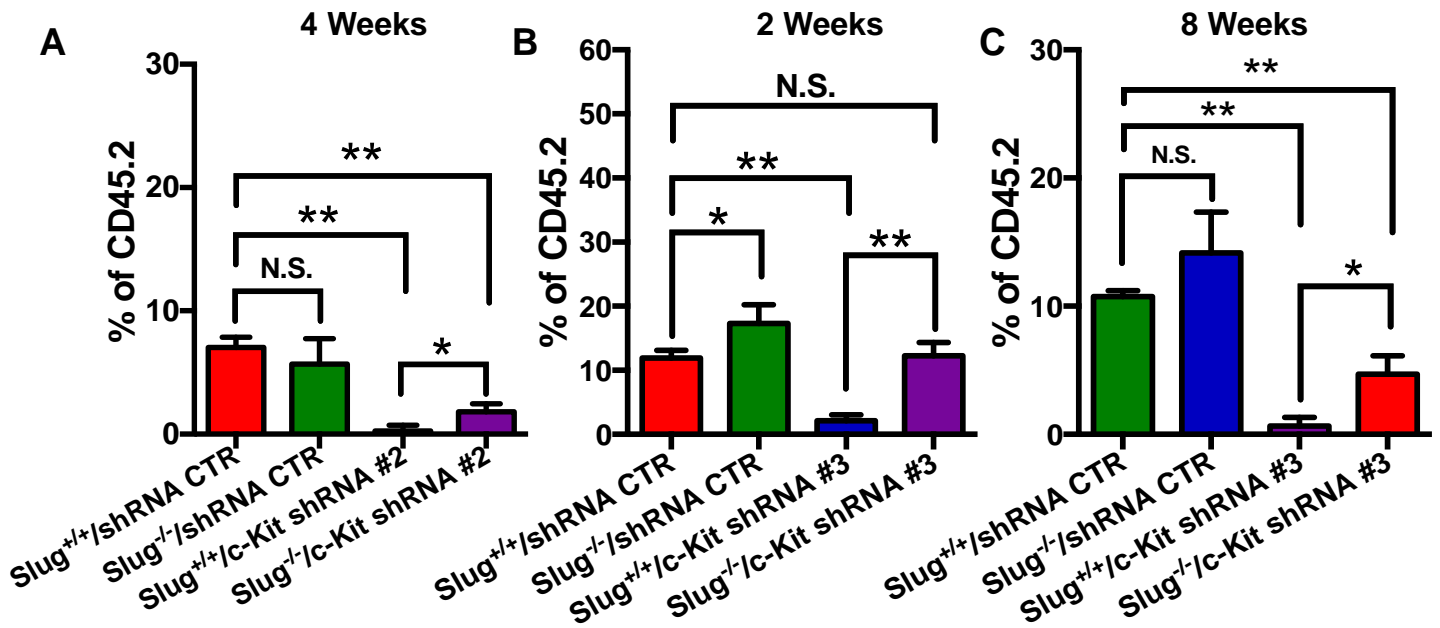 A
4 Weeks
% of CD45.2
30
20
10
0
**
**
N.S.
*
Slug+/+/shRNA CTR
Slug-/-/shRNA CTR
Slug+/+/c-Kit shRNA #2
Slug-/-/c-Kit shRNA #2
B
2 Weeks
% of CD45.2
60
50
40
30
20
10
0
N.S.
**
*
**
Slug+/+/shRNA CTR
Slug-/-/shRNA CTR
Slug+/+/c-Kit shRNA #3
Slug-/-/c-Kit shRNA #3
C
8 Weeks
% of CD45.2
30
20
10
0
**
**
N.S.
*
Slug+/+/shRNA CTR
Slug-/-/shRNA CTR
Slug+/+/c-Kit shRNA #3
Slug-/-/c-Kit shRNA #3